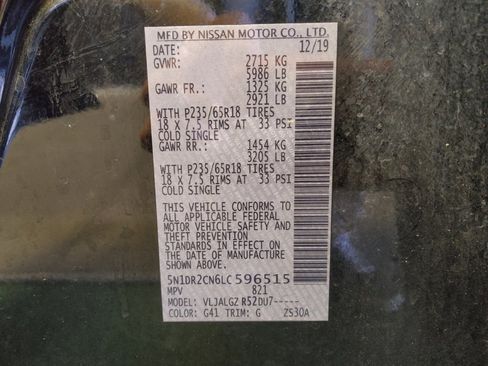 MFD BY NISSAN MOTOR CO., LTD.
DATE: 12/19
GVWR: 2715 KG
5986 LB
GAWR FR.: 1325 KG
2921 LB
WITH P235/65R18 TIRES
18 X 7.5 RIMS AT 33 PSI
COLD SINGLE
GAWR RR.: 1454 KG
3205 LB
WITH P235/65R18 TIRES
18 X 7.5 RIMS AT 33 PSI
COLD SINGLE
THIS VEHICLE CONFORMS TO
ALL APPLICABLE FEDERAL
MOTOR VEHICLE SAFETY AND
THEFT PREVENTION
STANDARDS IN EFFECT ON
THE DATE OF MANUFACTURE
SHOWN ABOVE.
5N1DR2CN6LC596515
MPV 821
MODEL: VLJALGZ R52DU7-----
COLOR: G41 TRIM: G ZS30A